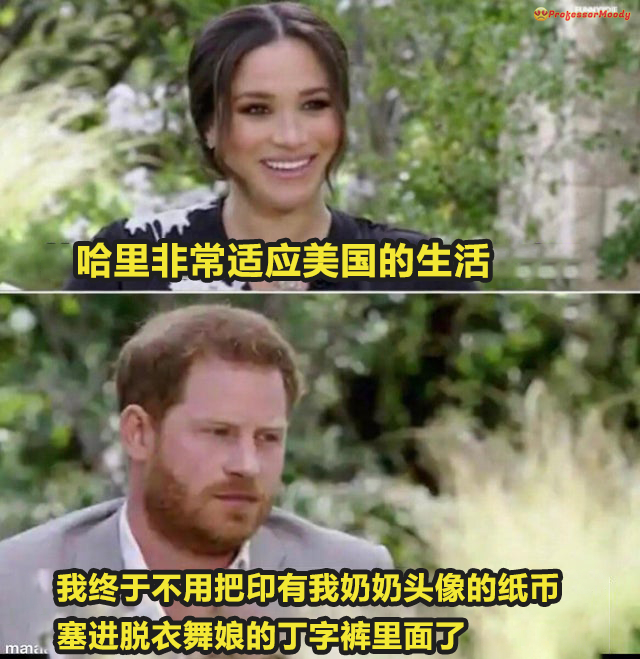 ProfessorMoody
哈里非常适应美国的生活
我终于不用把印有我奶奶头像的纸币
塞进脱衣舞娘的丁字裤里面了